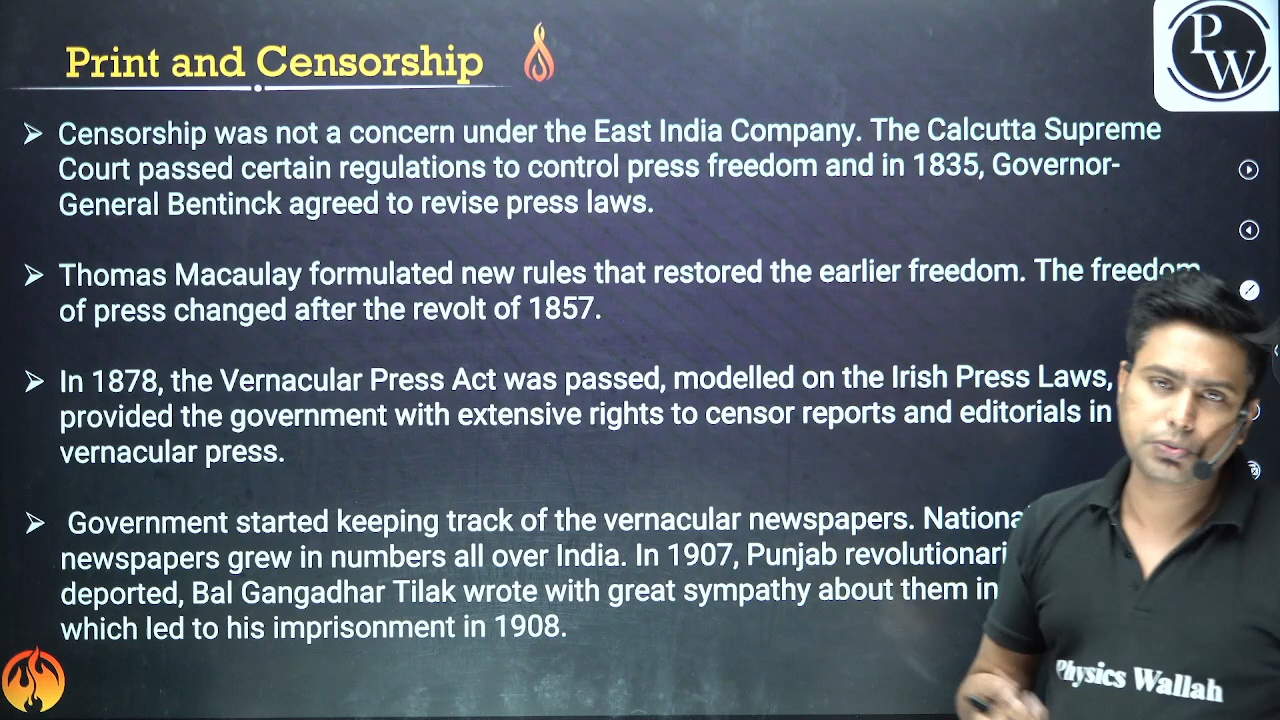 Print and Censorship
PW
Censorship was not a concern under the East India Company. The Calcutta Supreme
Court passed certain regulations to control press freedom and in 1835, Governor-
General Bentinck agreed to revise press laws.
Thomas Macaulay formulated new rules that restored the earlier freedom. The freedom
of press changed after the revolt of 1857.
In 1878, the Vernacular Press Act was passed, modelled on the Irish Press Laws,
provided the government with extensive rights to censor reports and editorials in
vernacular press.
Government started keeping track of the vernacular newspapers.
newspapers grew in numbers all over India. In 1907, Punjab
deported, Bal Gangadhar Tilak wrote with great sympathy about them in
which led to his imprisonment in 1908.
Physics Wallah